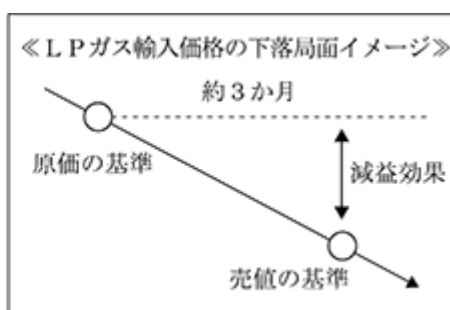 ≪ＬＰガス輸入価格の下落局面イメージ≫
約３か月
原価の基準
減益効果
売値の基準